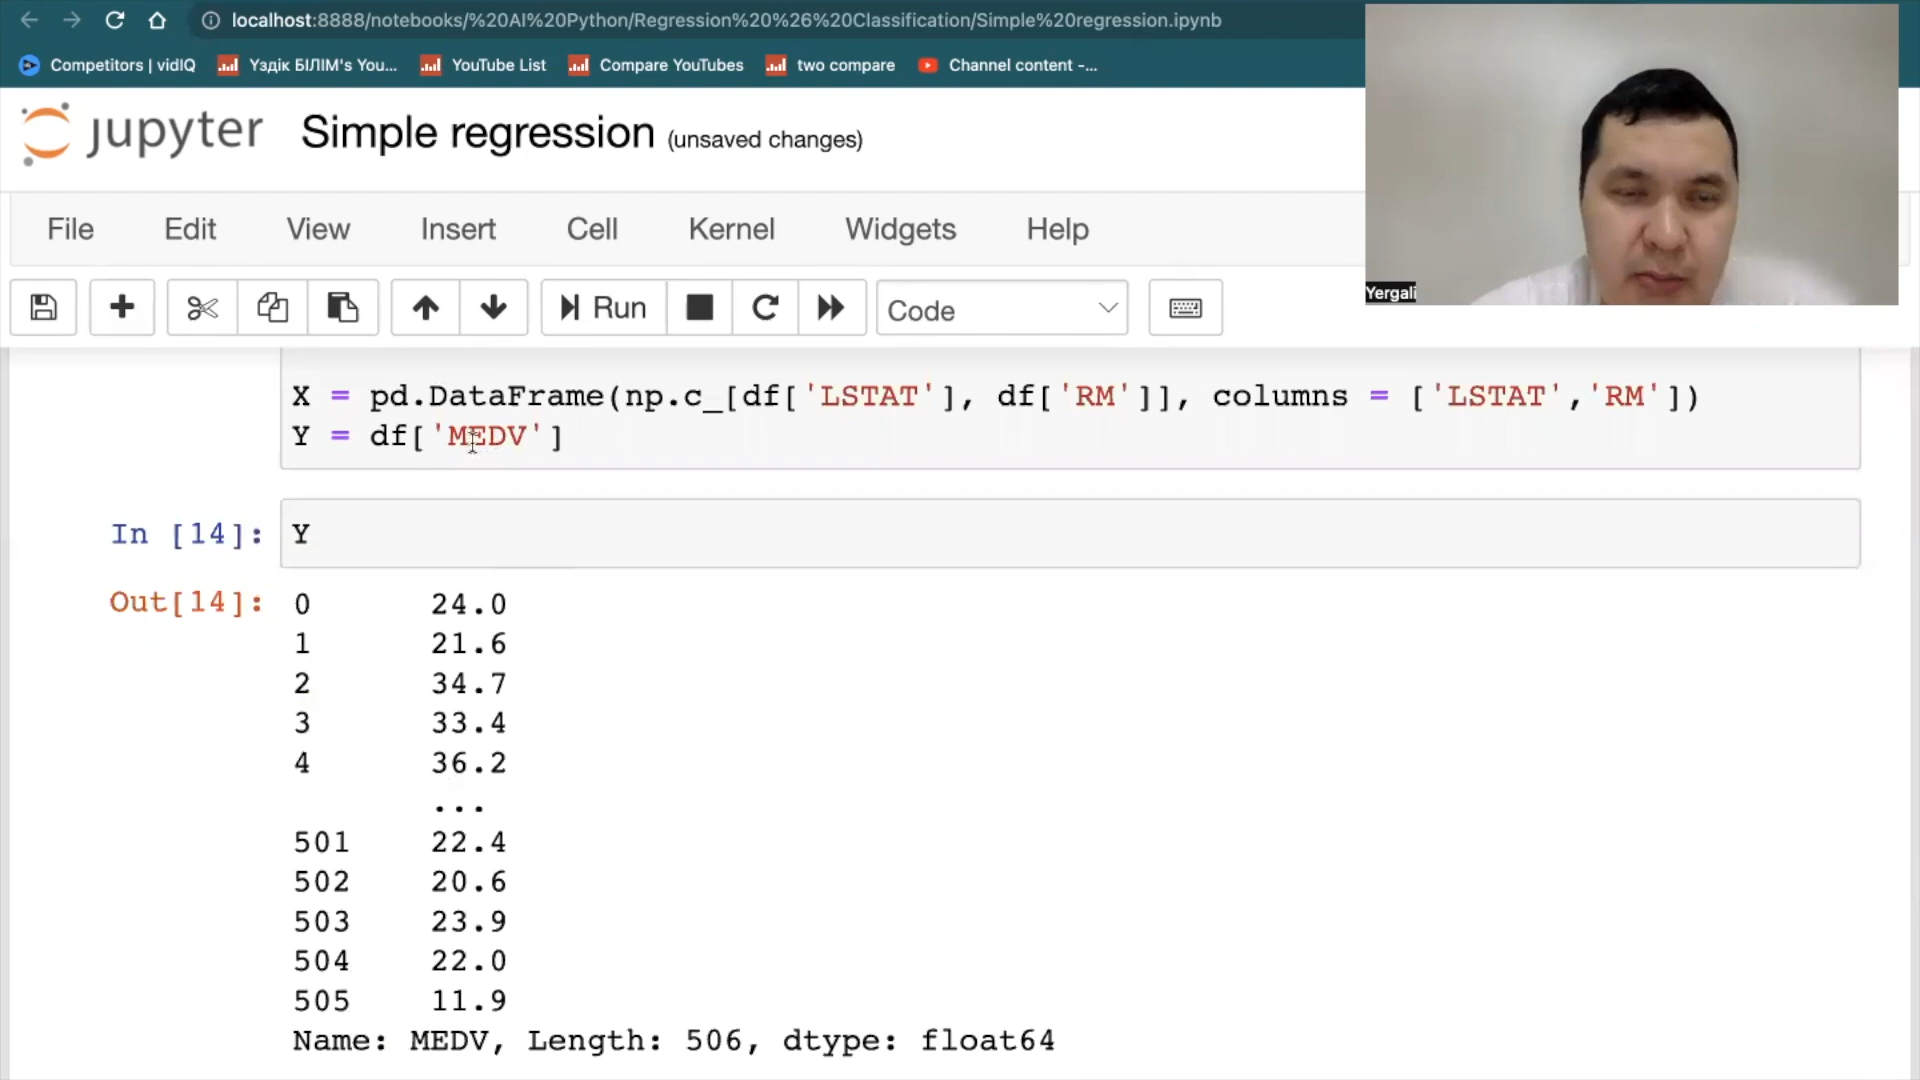 localhost:8888/notebooks/%20AI%20Python/Regression%20%26%20Classification/Simple%20regression.ipynb
Competitors | vidIQ
Үздік БІЛІМ's You...
YouTube List
Compare YouTubes
two compare
Channel content -...
jupyter Simple regression (unsaved changes)
File Edit View Insert Cell Kernel Widgets Help
Run Code
Yergali
X = pd.DataFrame(np.c_[df['LSTAT'], df['RM']], columns = ['LSTAT','RM'])
Y = df['MEDV']
In [14]: Y
Out[14]: 0 24.0
1 21.6
2 34.7
3 33.4
4 36.2
...
501 22.4
502 20.6
503 23.9
504 22.0
505 11.9
Name: MEDV, Length: 506, dtype: float64